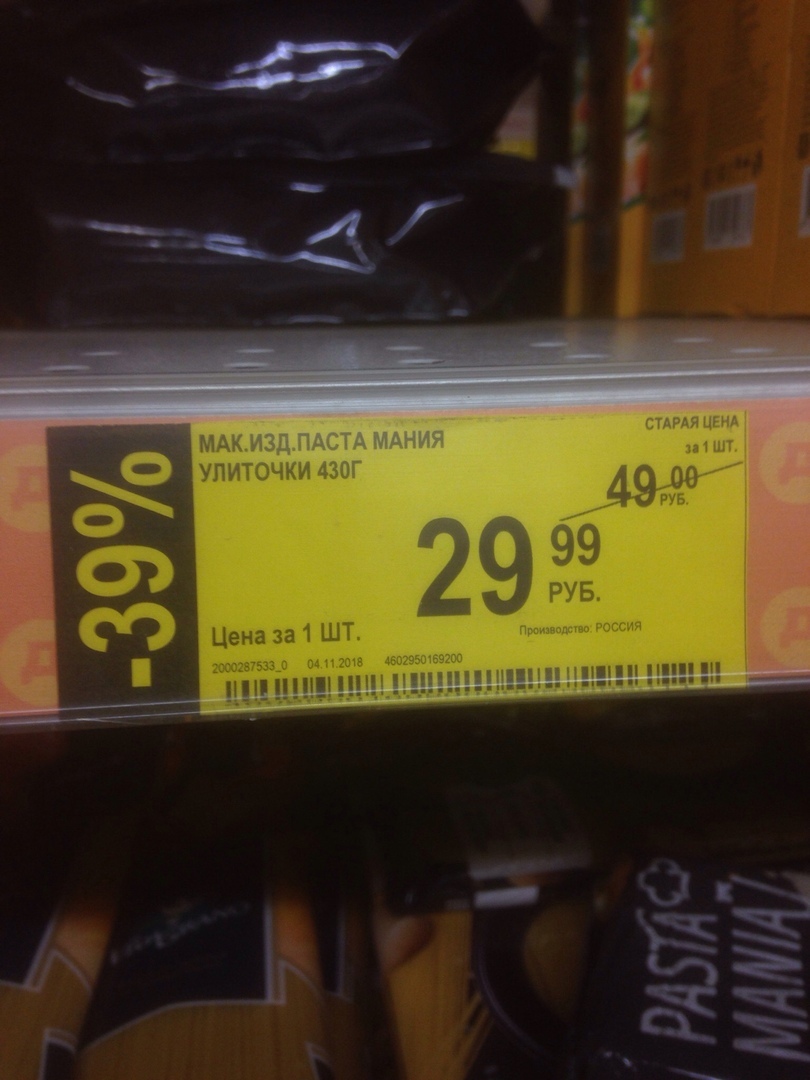 -39%
МАК.ИЗД.ПАСТА МАНИЯ
УЛИТОЧКИ 430Г
СТАРАЯ ЦЕНА
за 1 ШТ.
49 00
РУБ.
29 99
РУБ.
Цена за 1 ШТ.
Производство: РОССИЯ
2000287533_0 04.11.2018 4602950169200
PASTA
MANIA